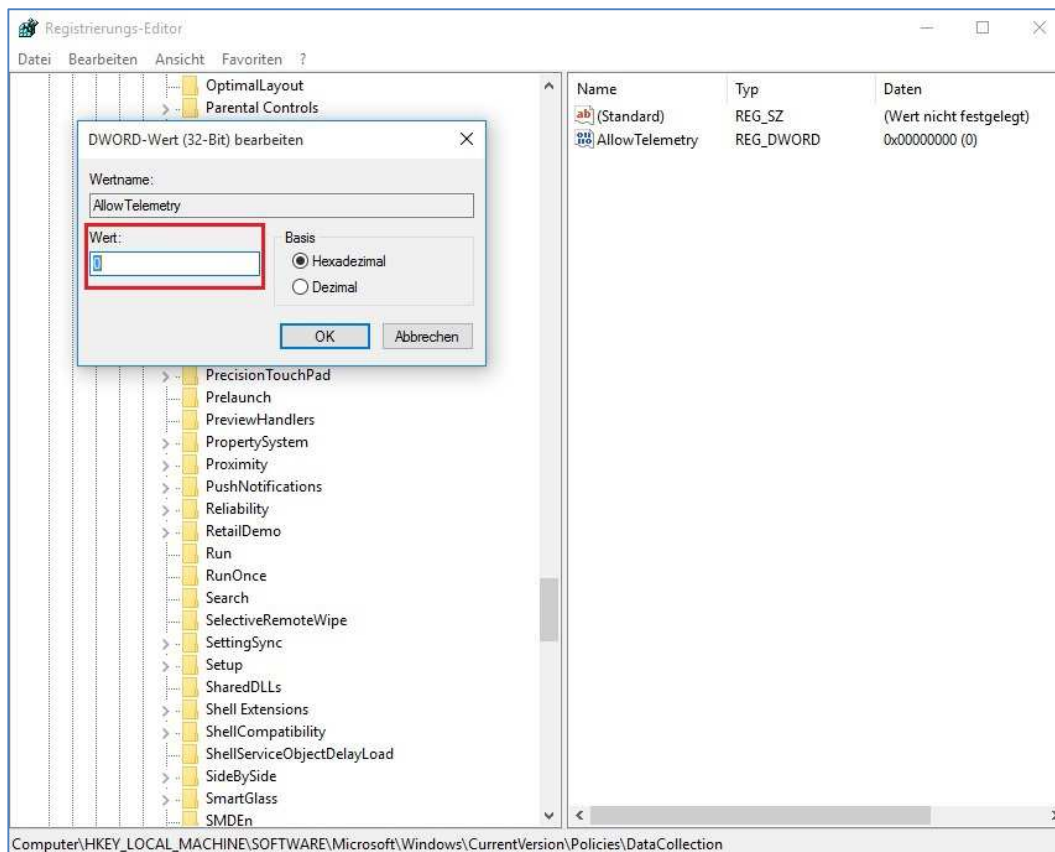 Registrierungs-Editor
Datei Bearbeiten Ansicht Favoriten ?
OptimalLayout
Parental Controls
DWORD-Wert (32-Bit) bearbeiten
Wertname:
AllowTelemetry
Wert:
0
Basis
Hexadezimal
Dezimal
OK Abbrechen
PrecisionTouchPad
Prelaunch
PreviewHandlers
PropertySystem
Proximity
PushNotifications
Reliability
RetailDemo
Run
RunOnce
Search
SelectiveRemoteWipe
SettingSync
Setup
SharedDLLs
Shell Extensions
ShellCompatibility
ShellServiceObjectDelayLoad
SideBySide
SmartGlass
SMDEn
Name Typ Daten
(Standard) REG_SZ (Wert nicht festgelegt)
AllowTelemetry REG_DWORD 0x00000000 (0)
Computer\HKEY_LOCAL_MACHINE\SOFTWARE\Microsoft\Windows\CurrentVersion\Policies\DataCollection